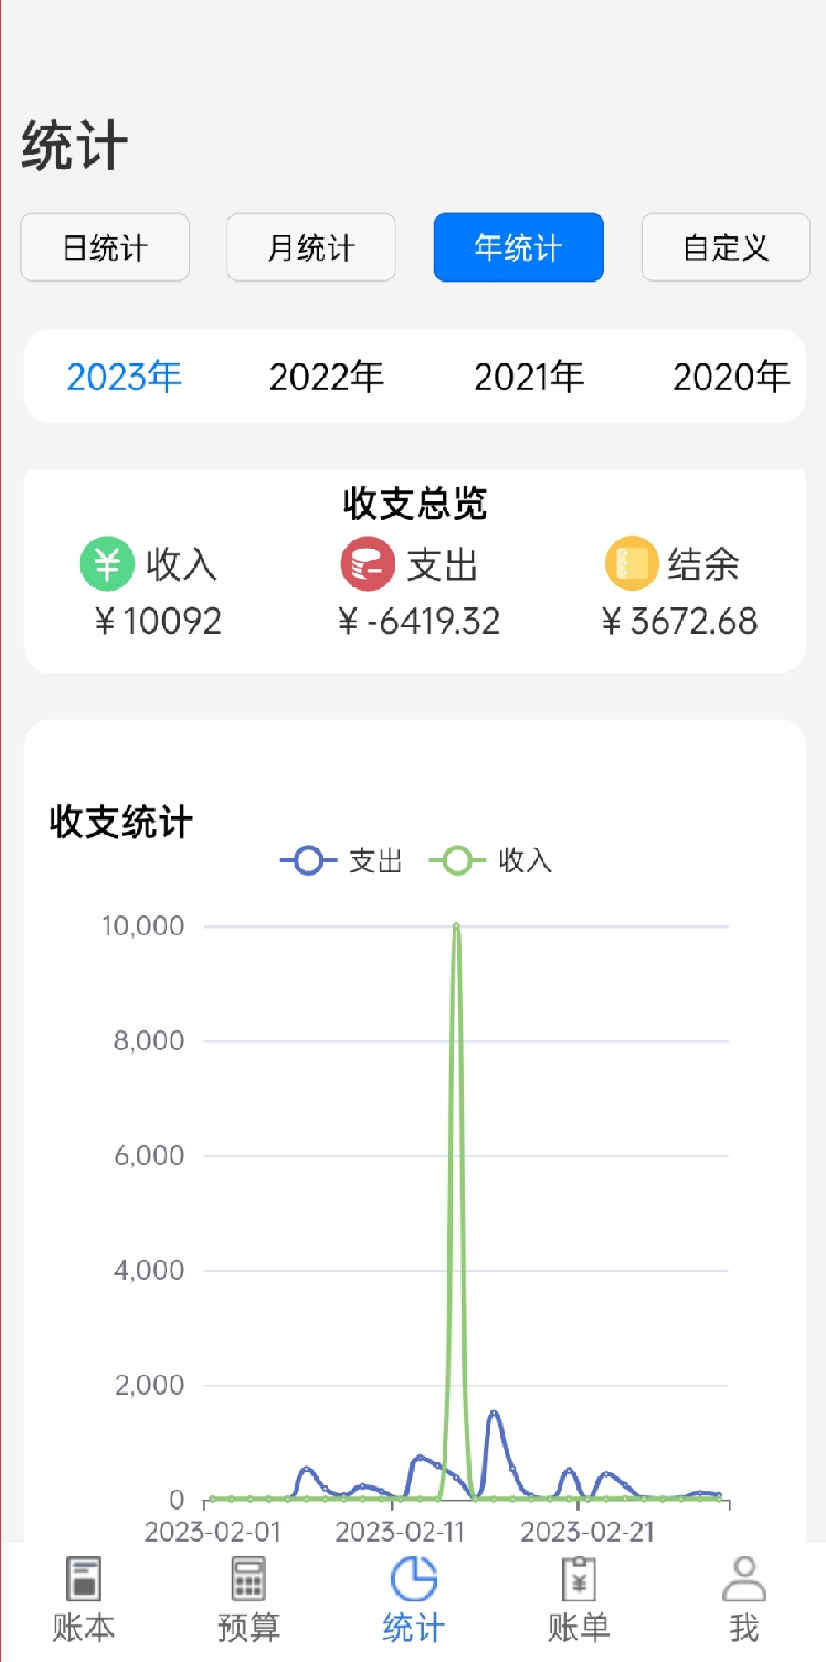 统计
日统计 月统计 年统计 自定义
2023年 2022年 2021年 2020年
收支总览
收入 支出 结余
¥ 10092 ¥ -6419.32 ¥ 3672.68
收支统计
支出 收入
10,000
8,000
6,000
4,000
2,000
0
2023-02-01 2023-02-11 2023-02-21
账本 预算 统计 账单 我